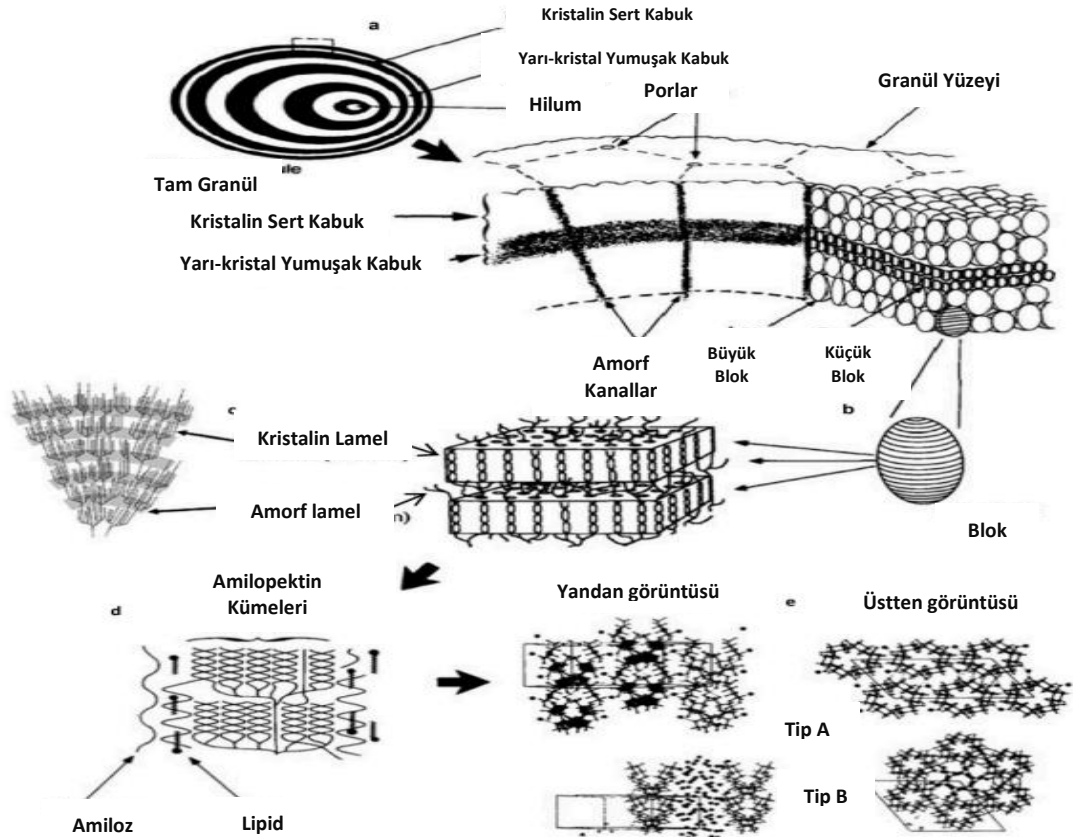 Kristalin Sert Kabuk
a
Yarı-kristal Yumuşak Kabuk
Porlar
Granül Yüzeyi
Hilum
Tam Granül
Kristalin Sert Kabuk
Yarı-kristal Yumuşak Kabuk
Amorf
Kanallar
Büyük
Blok
Küçük
Blok
b
Kristalin Lamel
Amorf lamel
Blok
Amilopektin
Kümeleri
d
Yandan görüntüsü
e
Üstten görüntüsü
Tip A
Tip B
Amiloz
Lipid